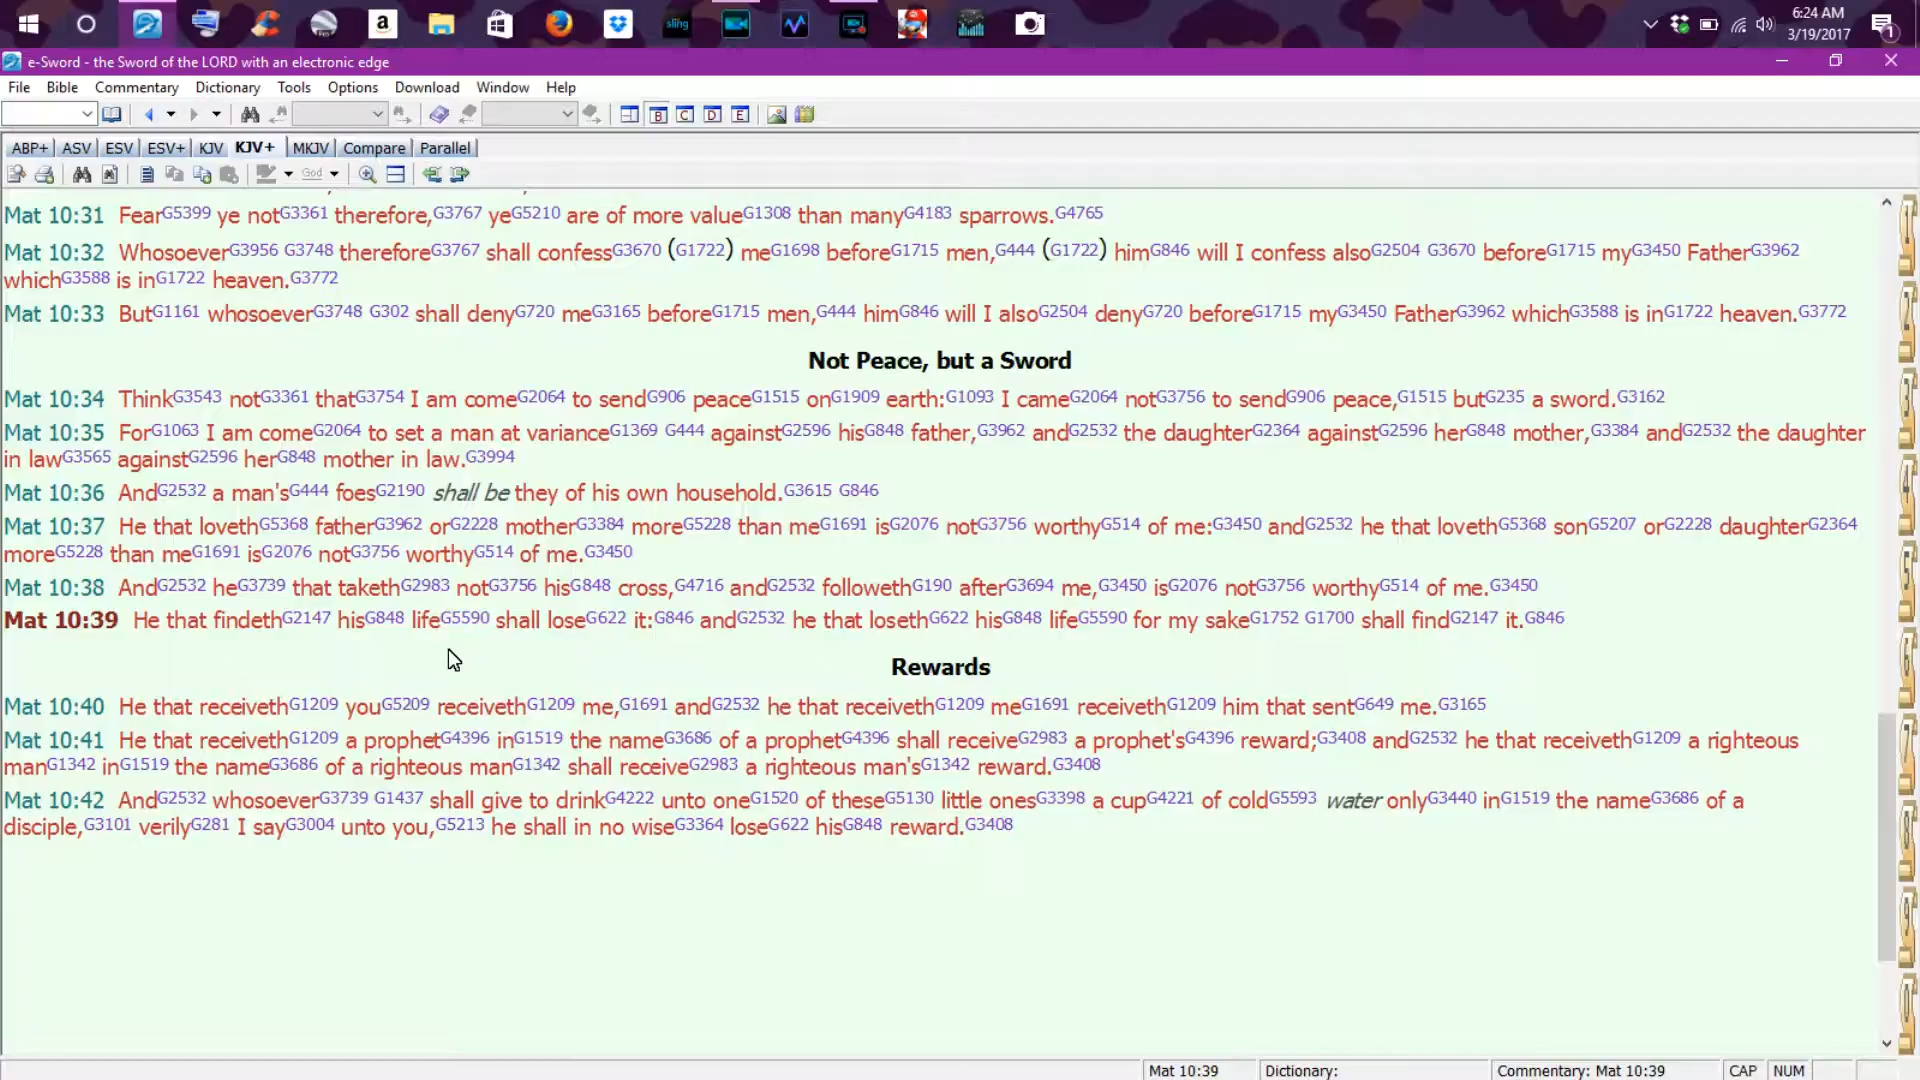 sling
6:24 AM
3/19/2017
1
e-Sword - the Sword of the LORD with an electronic edge
File Bible Commentary Dictionary Tools Options Download Window Help
B C D E
ABP+ ASV ESV ESV+ KJV KJV+ MKJV Compare Parallel
God
Mat 10:31 FearG5399 ye notG3361 therefore,G3767 yeG5210 are of more valueG1308 than manyG4183 sparrows.G4765
Mat 10:32 WhosoeverG3956 G3748 thereforeG3767 shall confessG3670 (G1722) meG1698 beforeG1715 men,G444 (G1722) himG846 will I confess alsoG2504 G3670 beforeG1715 myG3450 FatherG3962
whichG3588 is inG1722 heaven.G3772
Mat 10:33 ButG1161 whosoeverG3748 G302 shall denyG720 meG3165 beforeG1715 men,G444 himG846 will I alsoG2504 denyG720 beforeG1715 myG3450 FatherG3962 whichG3588 is inG1722 heaven.G3772
Not Peace, but a Sword
Mat 10:34 ThinkG3543 notG3361 thatG3754 I am comeG2064 to sendG906 peaceG1515 onG1909 earth:G1093 I cameG2064 notG3756 to sendG906 peace,G1515 butG235 a sword.G3162
Mat 10:35 ForG1063 I am comeG2064 to set a man at varianceG1369 G444 againstG2596 hisG848 father,G3962 andG2532 the daughterG2364 againstG2596 herG848 mother,G3384 andG2532 the daughter
in lawG3565 againstG2596 herG848 mother in law.G3994
Mat 10:36 AndG2532 a man'sG444 foesG2190 shall be they of his own household.G3615 G846
Mat 10:37 He that lovethG5368 fatherG3962 orG2228 motherG3384 moreG5228 than meG1691 isG2076 notG3756 worthyG514 of me:G3450 andG2532 he that lovethG5368 sonG5207 orG2228 daughterG2364
moreG5228 than meG1691 isG2076 notG3756 worthyG514 of me.G3450
Mat 10:38 AndG2532 heG3739 that takethG2983 notG3756 hisG848 cross,G4716 andG2532 followethG190 afterG3694 me,G3450 isG2076 notG3756 worthyG514 of me.G3450
Mat 10:39 He that findethG2147 hisG848 lifeG5590 shall loseG622 it:G846 andG2532 he that losethG622 hisG848 lifeG5590 for my sakeG1752 G1700 shall findG2147 it.G846
Rewards
Mat 10:40 He that receivethG1209 youG5209 receivethG1209 me,G1691 andG2532 he that receivethG1209 meG1691 receivethG1209 him that sentG649 me.G3165
Mat 10:41 He that receivethG1209 a prophetG4396 inG1519 the nameG3686 of a prophetG4396 shall receiveG2983 a prophet'sG4396 reward;G3408 andG2532 he that receivethG1209 a righteous
manG1342 inG1519 the nameG3686 of a righteous manG1342 shall receiveG2983 a righteous man'sG1342 reward.G3408
Mat 10:42 AndG2532 whosoeverG3739 G1437 shall give to drinkG4222 unto oneG1520 of theseG5130 little onesG3398 a cupG4221 of coldG5593 water onlyG3440 inG1519 the nameG3686 of a
disciple,G3101 verilyG281 I sayG3004 unto you,G5213 he shall in no wiseG3364 loseG622 hisG848 reward.G3408
Mat 10:39 Dictionary: Commentary: Mat 10:39 CAP NUM